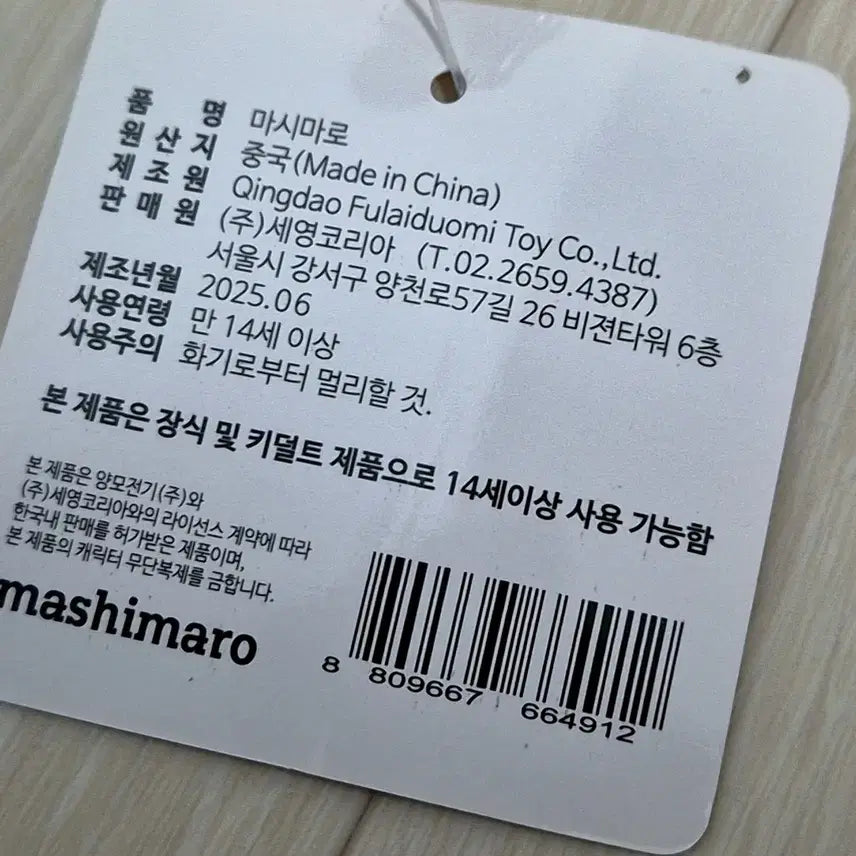 품 명 마시마로
원산지 중국(Made in China)
제조원 Qingdao Fulaiduomi Toy Co.,Ltd.
판매원 (주)세영코리아 (T.02.2659.4387)
서울시 강서구 양천로57길 26 비젼타워 6층
제조년월 2025.06
사용연령 만 14세 이상
사용주의 화기로부터 멀리할 것.
본 제품은 장식 및 키덜트 제품으로 14세이상 사용 가능함
본 제품은 양모전기(주)와
(주)세영코리아와의 라이선스 계약에 따라
한국내 판매를 허가받은 제품이며,
본 제품의 캐릭터 무단복제를 금합니다.
mashimaro
8 809667 664912